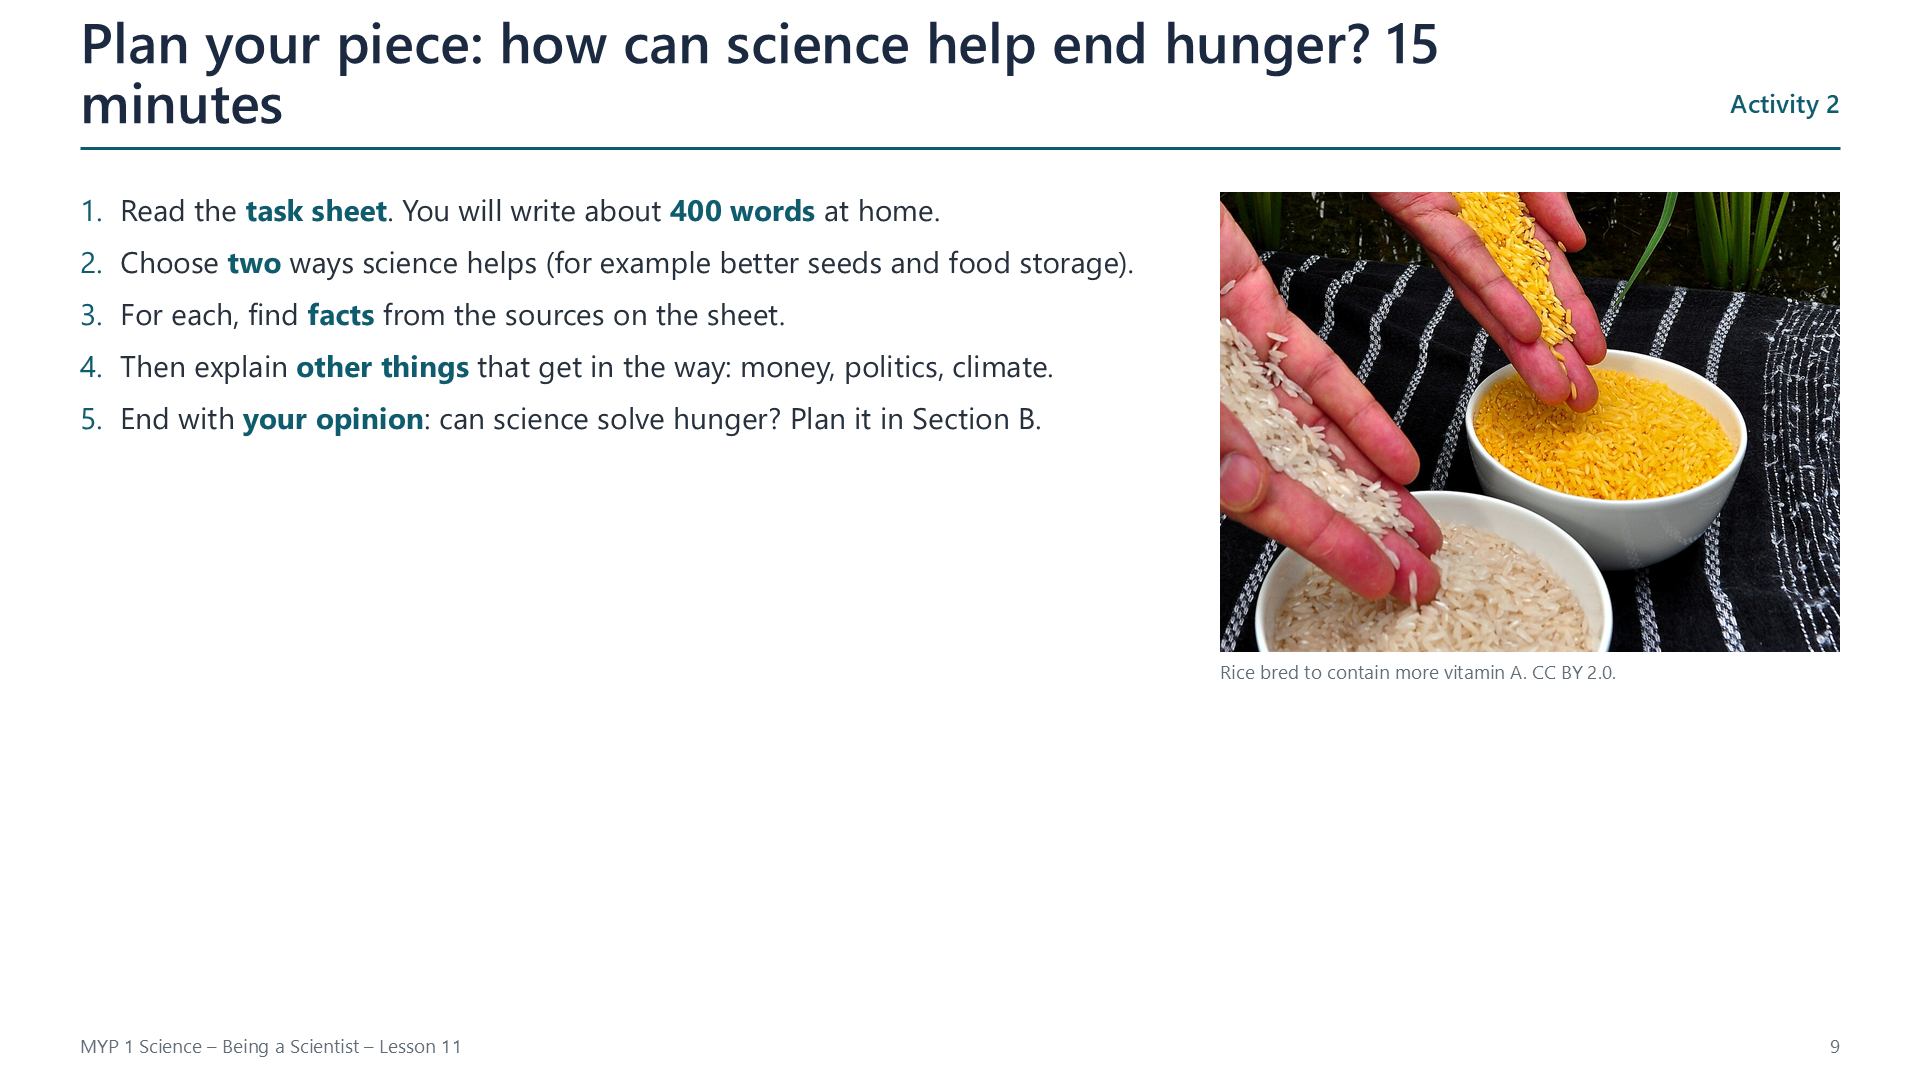 Plan your piece: how can science help end hunger? 15
minutes
Activity 2
1. Read the task sheet. You will write about 400 words at home.
2. Choose two ways science helps (for example better seeds and food storage).
3. For each, find facts from the sources on the sheet.
4. Then explain other things that get in the way: money, politics, climate.
5. End with your opinion: can science solve hunger? Plan it in Section B.
Rice bred to contain more vitamin A. CC BY 2.0.
MYP 1 Science – Being a Scientist – Lesson 11
9